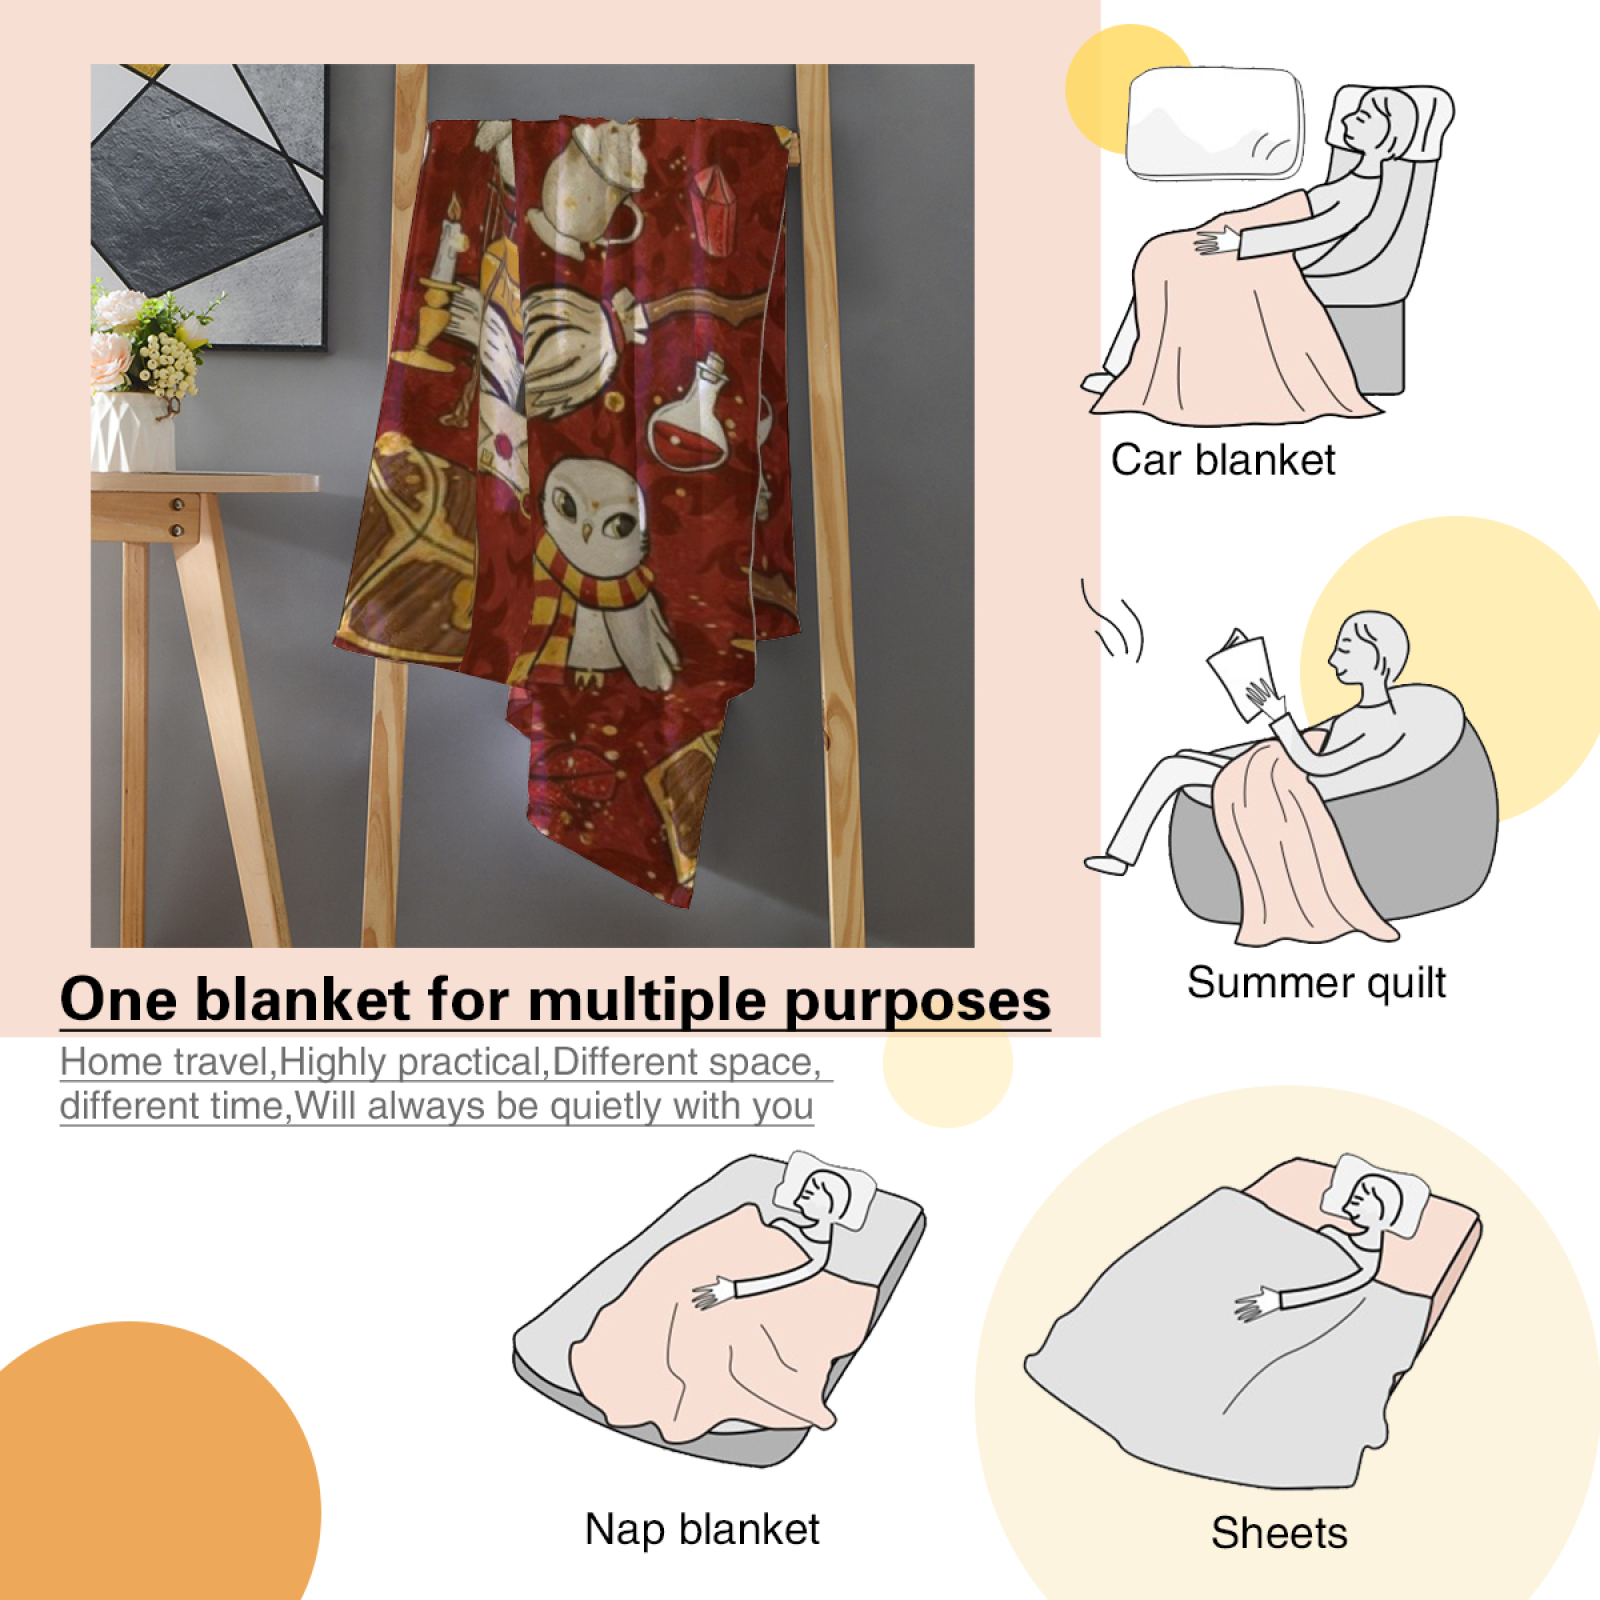 Car blanket
Summer quilt
One blanket for multiple purposes
Home travel,Highly practical,Different space,
different time,Will always be quietly with you
Nap blanket
Sheets